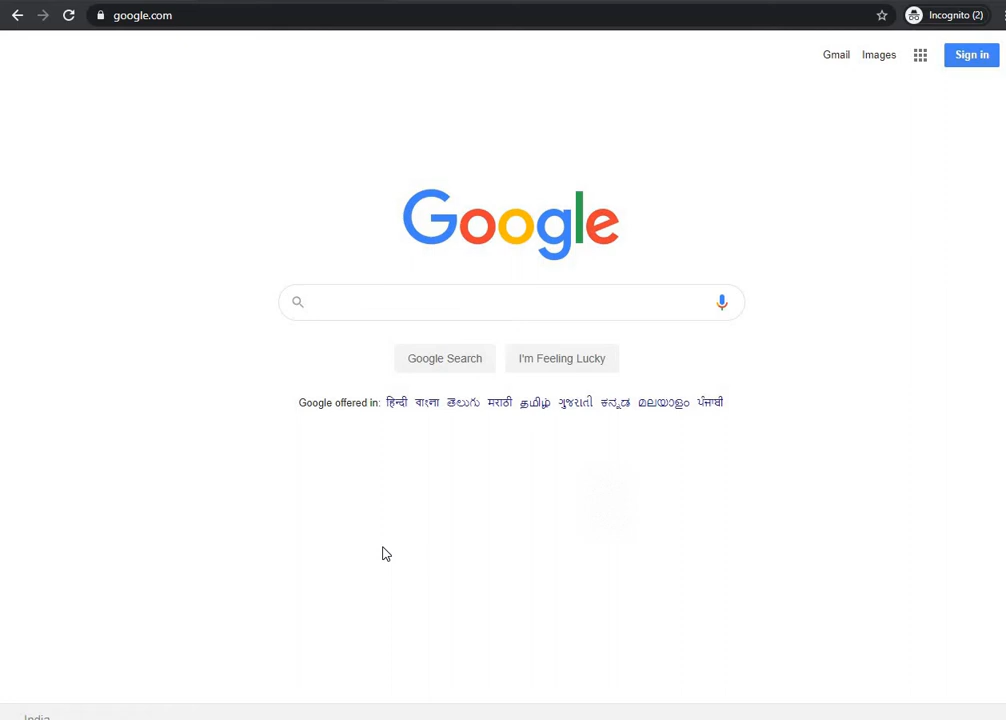 google.com
Incognito (2)
Gmail Images
Sign in
Google
Google Search
I'm Feeling Lucky
Google offered in: हिन्दी বাংলা తెలుగు मराठी தமிழ் ગુજરાતી ಕನ್ನಡ മലയാളം ਪੰਜਾਬੀ
India